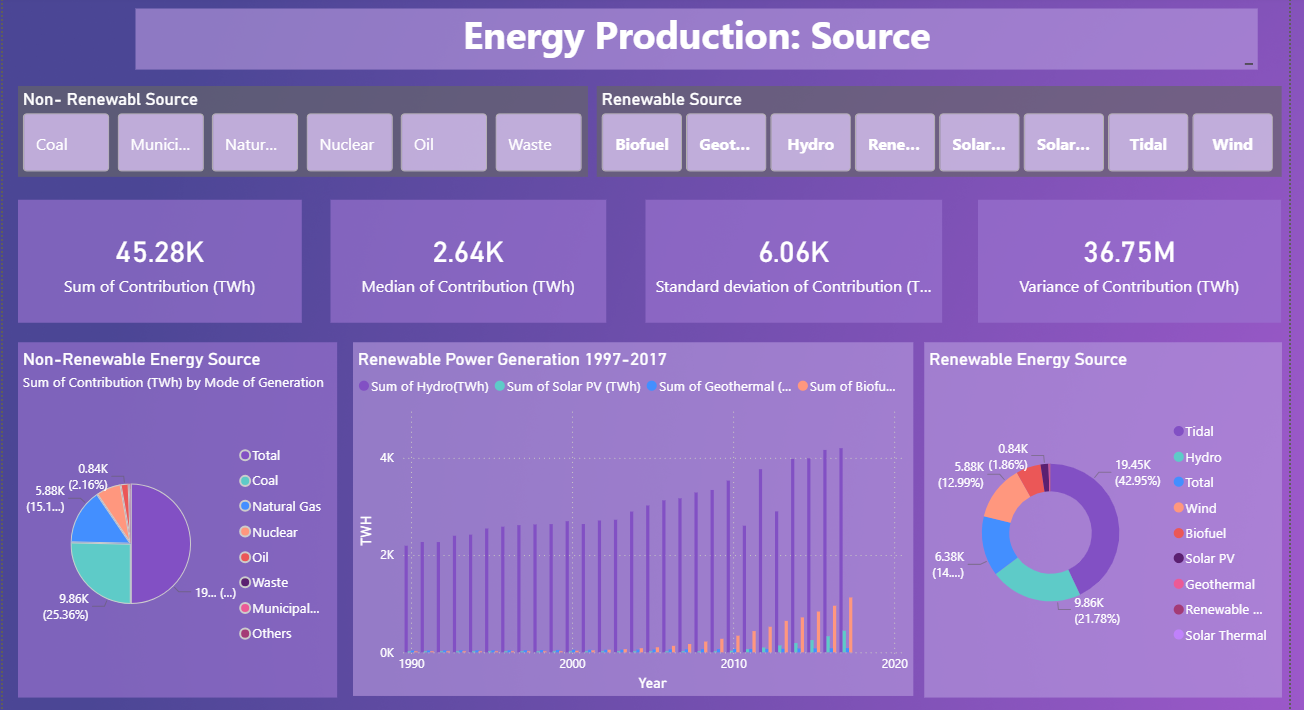 Energy Production: Source
Non- Renewabl Source
Coal
Munici...
Natur...
Nuclear
Oil
Waste
Renewable Source
Biofuel
Geot...
Hydro
Rene...
Solar...
Solar...
Tidal
Wind
45.28K
Sum of Contribution (TWh)
2.64K
Median of Contribution (TWh)
6.06K
Standard deviation of Contribution (T...
36.75M
Variance of Contribution (TWh)
Non-Renewable Energy Source
Sum of Contribution (TWh) by Mode of Generation
0.84K
(2.16%)
5.88K
(15.1...)
9.86K
(25.36%)
19... (...)
Total
Coal
Natural Gas
Nuclear
Oil
Waste
Municipal...
Others
Renewable Power Generation 1997-2017
Sum of Hydro(TWh)
Sum of Solar PV (TWh)
Sum of Geothermal (...
Sum of Biofu...
TWH
4K
2K
0K
1990
2000
2010
2020
Year
Renewable Energy Source
0.84K
(1.86%)
5.88K
(12.99%)
6.38K
(14....)
9.86K
(21.78%)
19.45K
(42.95%)
Tidal
Hydro
Total
Wind
Biofuel
Solar PV
Geothermal
Renewable ...
Solar Thermal